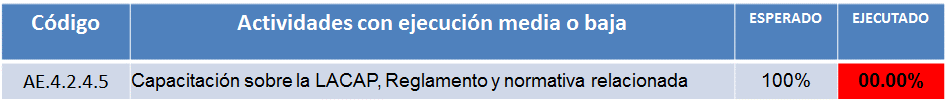 Código Actividades con ejecución media o baja ESPERADO EJECUTADO
AE.4.2.4.5 Capacitación sobre la LACAP, Reglamento y normativa relacionada 100% 00.00%